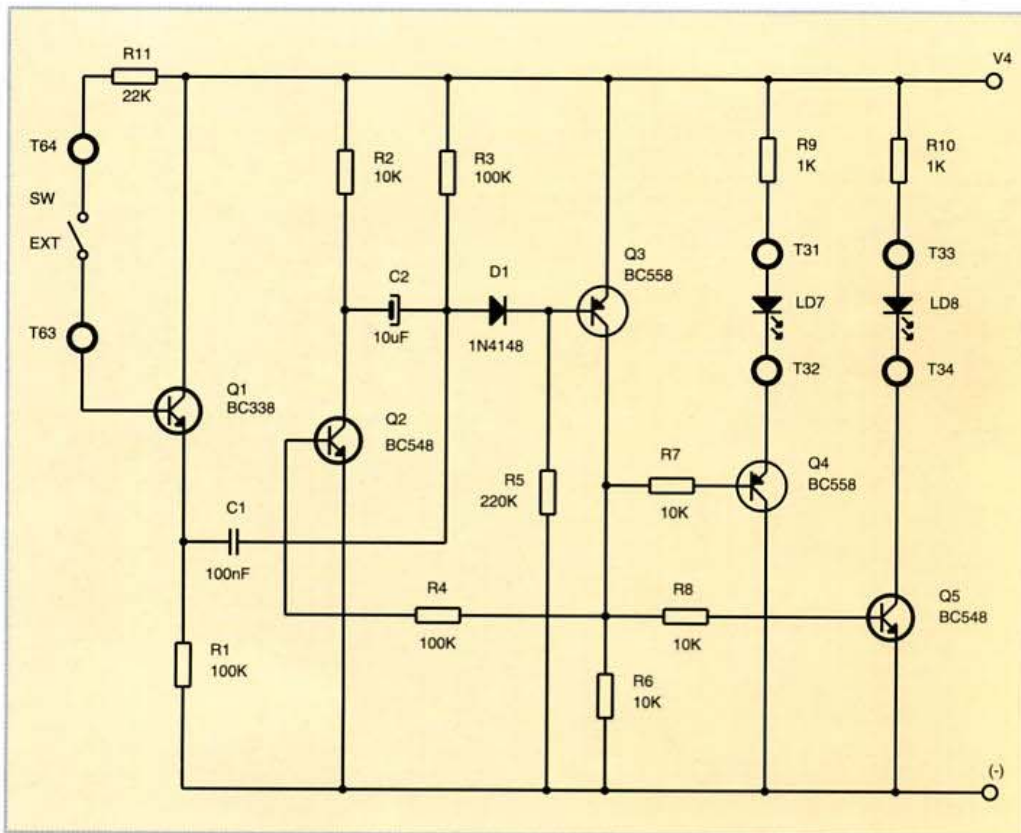 R11
22K
V4
T64
SW
EXT
T63
R2
10K
R3
100K
R9
1K
R10
1K
C2
10uF
D1
1N4148
Q3
BC558
T31
LD7
T32
T33
LD8
T34
Q1
BC338
Q2
BC548
R5
220K
R7
10K
Q4
BC558
C1
100nF
R4
100K
R8
10K
Q5
BC548
R1
100K
R6
10K
(-)